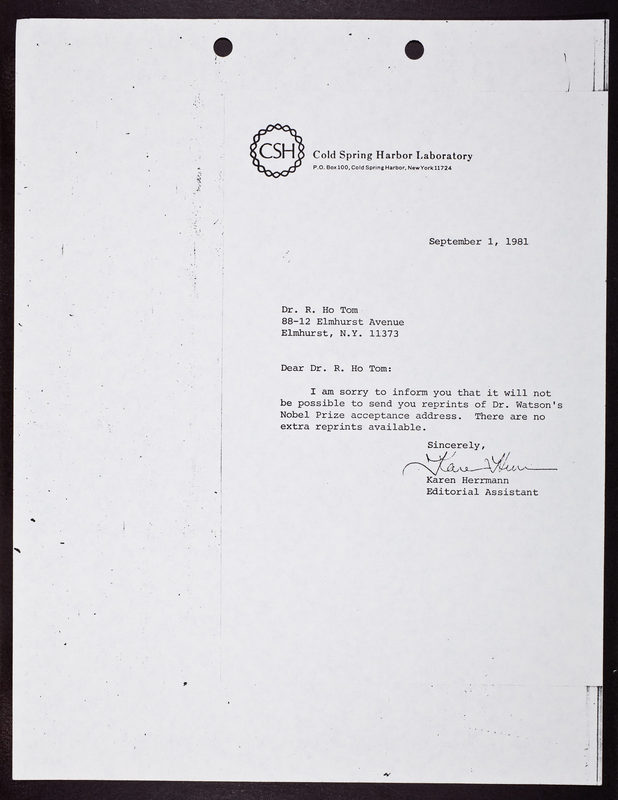 CSH
Cold Spring Harbor Laboratory
P.O. Box 100, Cold Spring Harbor, New York 11724
September 1, 1981
Dr. R. Ho Tom
88-12 Elmhurst Avenue
Elmhurst, N.Y. 11373
Dear Dr. R. Ho Tom:
I am sorry to inform you that it will not
be possible to send you reprints of Dr. Watson's
Nobel Prize acceptance address. There are no
extra reprints available.
Sincerely,
Karen Herrmann
Editorial Assistant